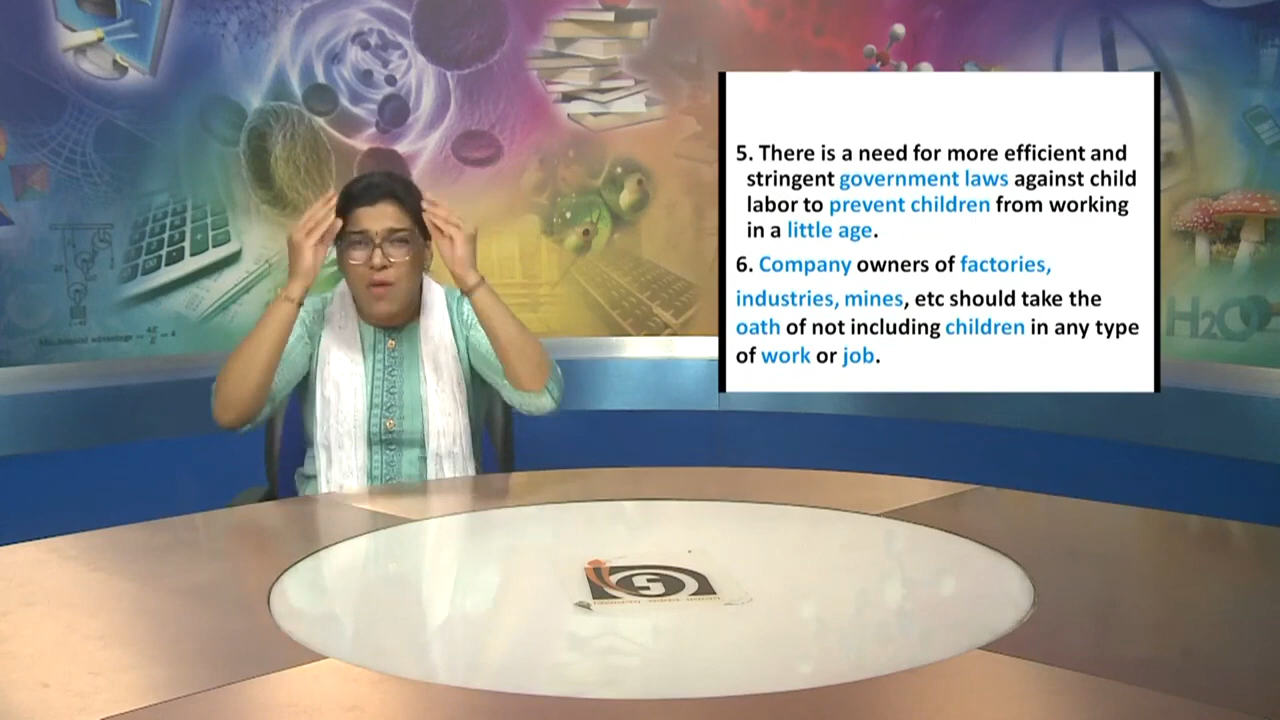 5. There is a need for more efficient and
stringent government laws against child
labor to prevent children from working
in a little age.
6. Company owners of factories,
industries, mines, etc should take the
oath of not including children in any type
of work or job.
H2O